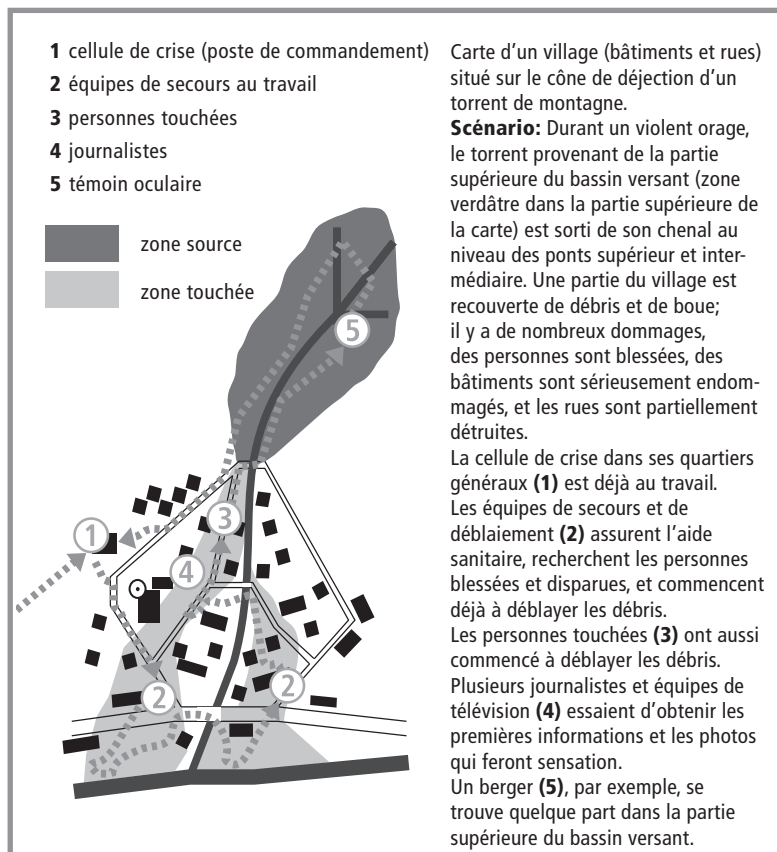 1 cellule de crise (poste de commandement)
2 équipes de secours au travail
3 personnes touchées
4 journalistes
5 témoin oculaire
zone source
zone touchée
5
3
1
4
2
2
Carte d'un village (bâtiments et rues)
situé sur le cône de déjection d'un
torrent de montagne.
Scénario: Durant un violent orage,
le torrent provenant de la partie
supérieure du bassin versant (zone
verdâtre dans la partie supérieure de
la carte) est sorti de son chenal au
niveau des ponts supérieur et inter-
médiaire. Une partie du village est
recouverte de débris et de boue;
il y a de nombreux dommages,
des personnes sont blessées, des
bâtiments sont sérieusement endom-
magés, et les rues sont partiellement
détruites.
La cellule de crise dans ses quartiers
généraux (1) est déjà au travail.
Les équipes de secours et de
déblaiement (2) assurent l'aide
sanitaire, recherchent les personnes
blessées et disparues, et commencent
déjà à déblayer les débris.
Les personnes touchées (3) ont aussi
commencé à déblayer les débris.
Plusieurs journalistes et équipes de
télévision (4) essaient d'obtenir les
premières informations et les photos
qui feront sensation.
Un berger (5), par exemple, se
trouve quelque part dans la partie
supérieure du bassin versant.